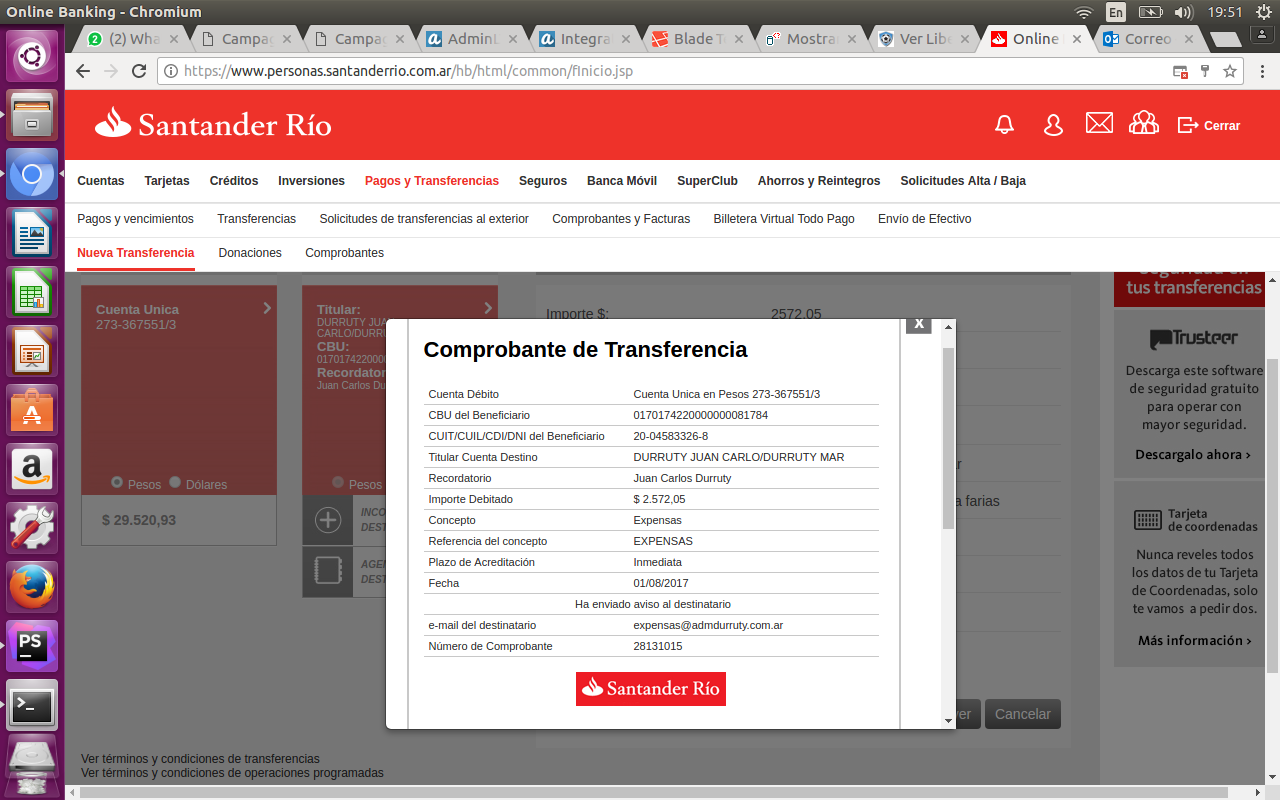 Online Banking - Chromium
En
19:51
(2) Wha
Campag
Campag
AdminL
Integrat
Blade Te
Mostrar
Ver Libo
Online
Correo
https://www.personas.santanderrio.com.ar/hb/html/common/fInicio.jsp
Santander Río
Cerrar
Cuentas Tarjetas Créditos Inversiones Pagos y Transferencias Seguros Banca Móvil SuperClub Ahorros y Reintegros Solicitudes Alta / Baja
Pagos y vencimientos Transferencias Solicitudes de transferencias al exterior Comprobantes y Facturas Billetera Virtual Todo Pago Envío de Efectivo
Nueva Transferencia Donaciones Comprobantes
Cuenta Unica
273-367551/3
Pesos Dólares
$ 29.520,93
Titular:
DURRUTY JUA
CARLO/DURRU
CBU:
0170174220000
Recordator
Juan Carlos Du
Pesos
INCO
DEST
AGEN
DEST
Importe $: 2572.05
X
Comprobante de Transferencia
Cuenta Débito Cuenta Unica en Pesos 273-367551/3
CBU del Beneficiario 0170174220000000081784
CUIT/CUIL/CDI/DNI del Beneficiario 20-04583326-8
Titular Cuenta Destino DURRUTY JUAN CARLO/DURRUTY MAR
Recordatorio Juan Carlos Durruty
Importe Debitado $ 2.572,05
Concepto Expensas
Referencia del concepto EXPENSAS
Plazo de Acreditación Inmediata
Fecha 01/08/2017
Ha enviado aviso al destinatario
e-mail del destinatario expensas@admdurruty.com.ar
Número de Comprobante 28131015
Santander Río
a farias
ver
Cancelar
tus transferencias
Trusteer
Descarga este software
de seguridad gratuito
para operar con
mayor seguridad.
Descargalo ahora ›
Tarjeta
de coordenadas
Nunca reveles todos
los datos de tu Tarjeta
de Coordenadas, solo
te vamos a pedir dos.
Más información ›
Ver términos y condiciones de transferencias
Ver términos y condiciones de operaciones programadas